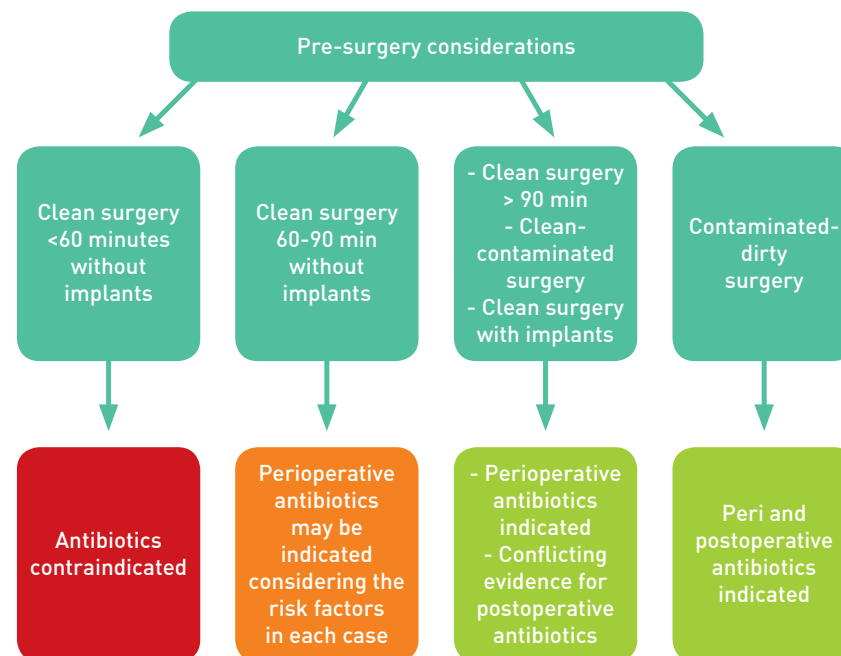 Pre-surgery considerations
Clean surgery
<60 minutes
without
implants
Clean surgery
60-90 min
without
implants
- Clean surgery
> 90 min
- Clean-
contaminated
surgery
- Clean surgery
with implants
Contaminated-
dirty
surgery
Antibiotics
contraindicated
Perioperative
antibiotics
may be
indicated
considering the
risk factors
in each case
- Perioperative
antibiotics
indicated
- Conflicting
evidence for
postoperative
antibiotics
Peri and
postoperative
antibiotics
indicated